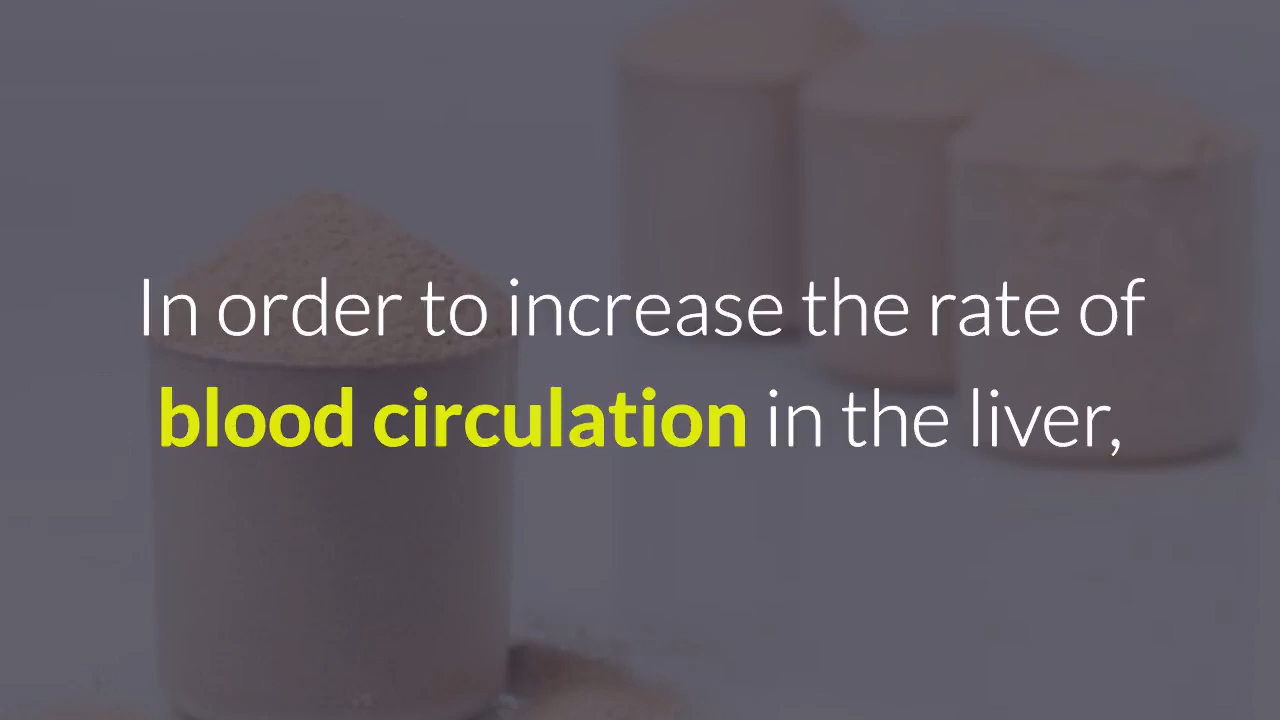 In order to increase the rate of
blood circulation in the liver,